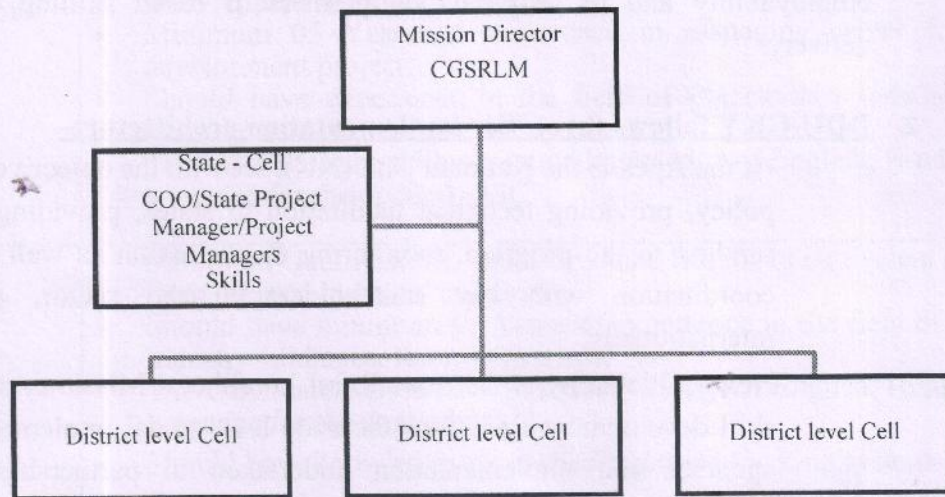 Mission Director
CGSRLM
State - Cell
COO/State Project
Manager/Project
Managers
Skills
District level Cell
District level Cell
District level Cell